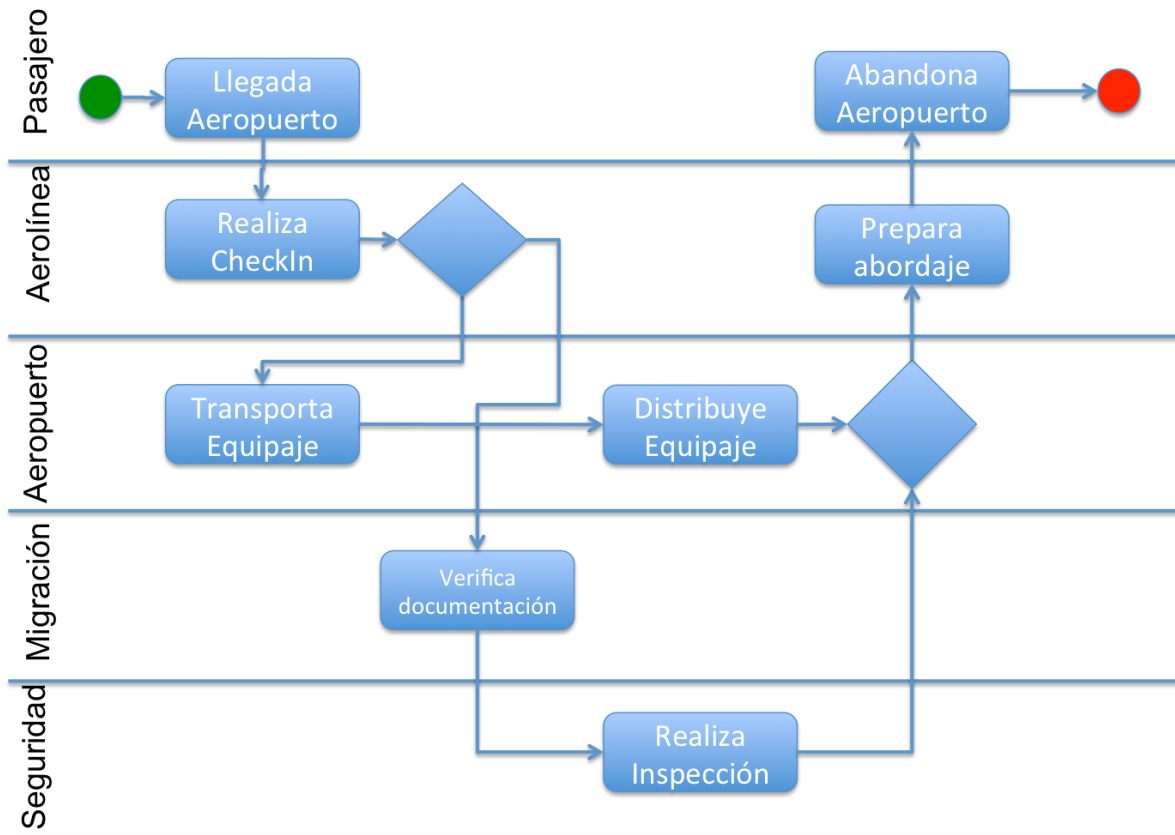 Pasajero
Llegada
Aeropuerto
Abandona
Aeropuerto
Aerolínea
Realiza
CheckIn
Prepara
abordaje
Aeropuerto
Transporta
Equipaje
Distribuye
Equipaje
Migración
Verifica
documentación
Seguridad
Realiza
Inspección